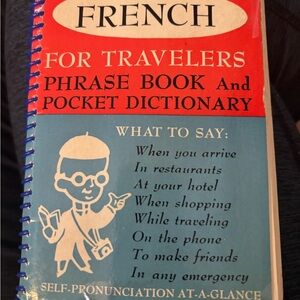 FRENCH
FOR TRAVELERS
PHRASE BOOK And
POCKET DICTIONARY
WHAT TO SAY:
When you arrive
In restaurants
At your hotel
When shopping
While traveling
On the phone
To make friends
In any emergency
SELF-PRONUNCIATION AT-A-GLANCE